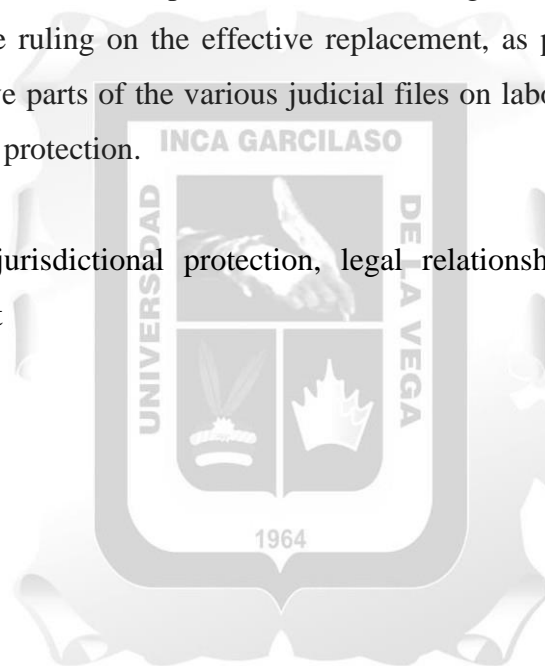 e ruling on the effective replacement, as p
ve parts of the various judicial files on labo
protection.
INCA GARCILASO
UNIVERSIDAD
DE LA VEGA
jurisdictional protection, legal relationsh
1964